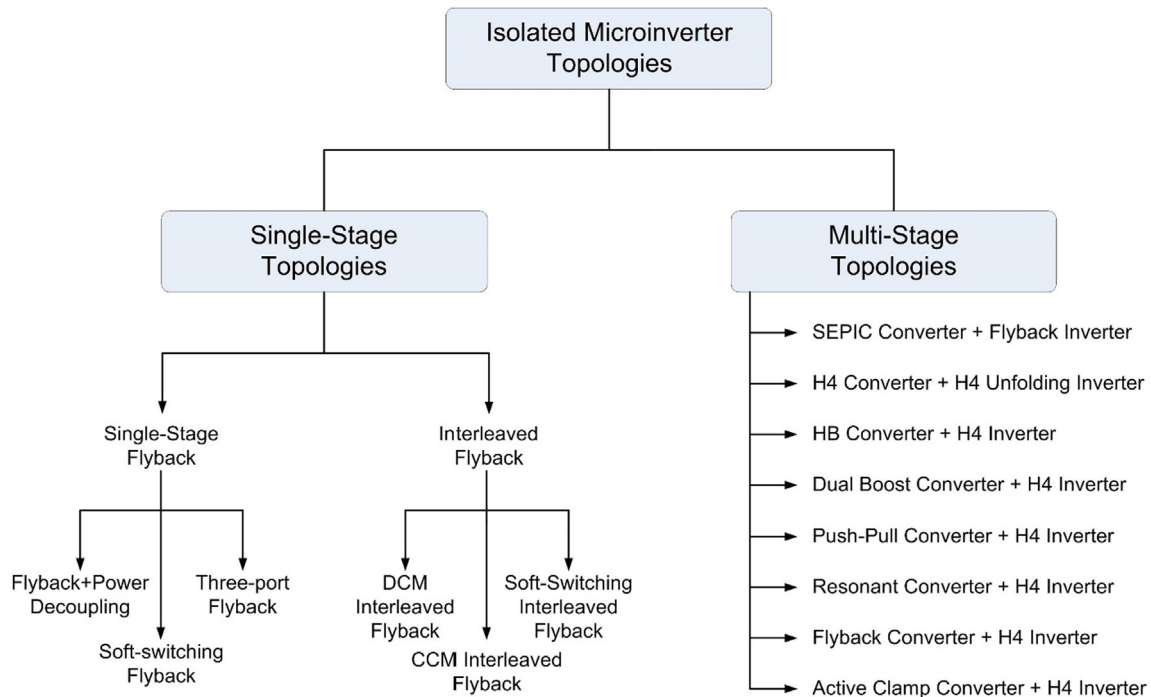 Isolated Microinverter
Topologies
Single-Stage
Topologies
Multi-Stage
Topologies
Single-Stage
Flyback
Interleaved
Flyback
Flyback+Power
Decoupling
Soft-switching
Flyback
Three-port
Flyback
DCM
Interleaved
Flyback
CCM Interleaved
Flyback
Soft-Switching
Interleaved
Flyback
SEPIC Converter + Flyback Inverter
H4 Converter + H4 Unfolding Inverter
HB Converter + H4 Inverter
Dual Boost Converter + H4 Inverter
Push-Pull Converter + H4 Inverter
Resonant Converter + H4 Inverter
Flyback Converter + H4 Inverter
Active Clamp Converter + H4 Inverter